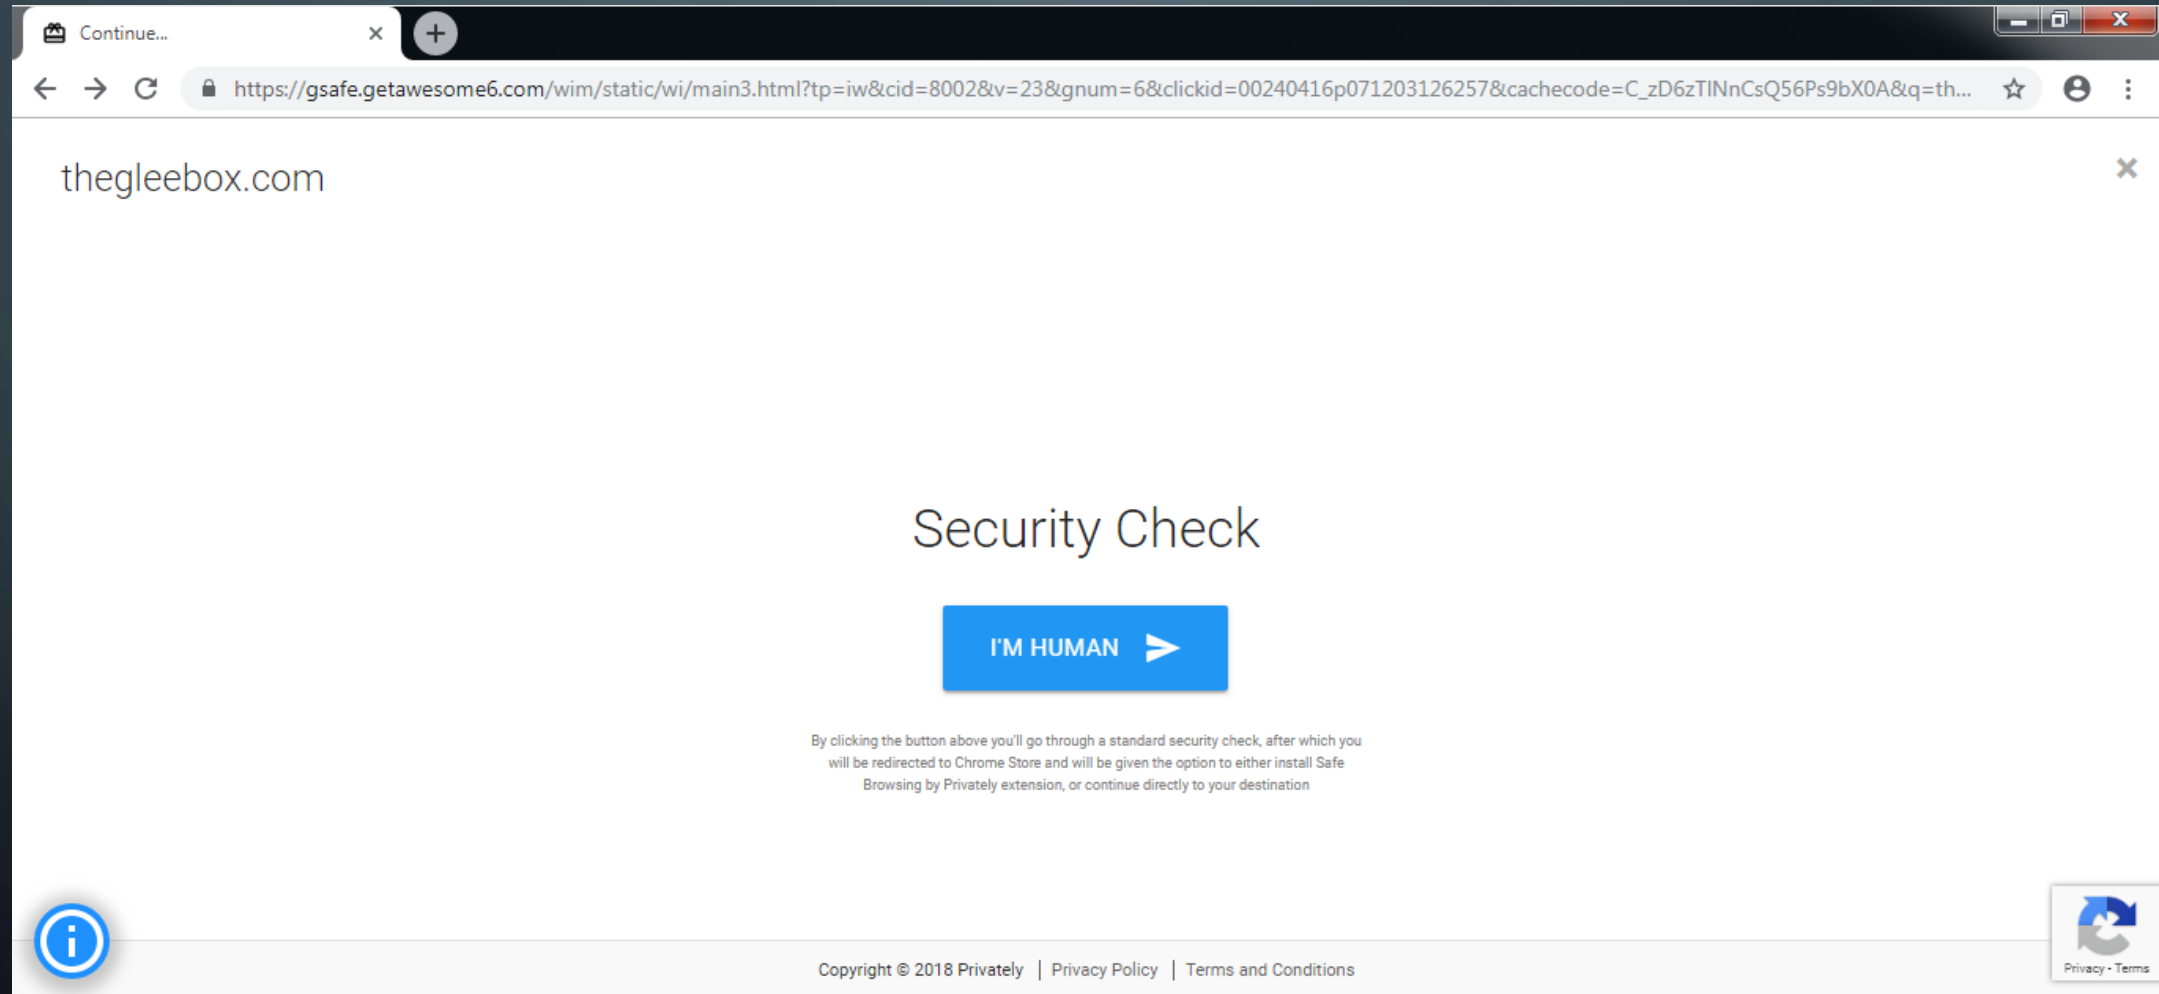 Continue...
https://gsafe.getawesome6.com/wim/static/wi/main3.html?tp=iw&cid=8002&v=23&gnum=6&clickid=00240416p071203126257&cachecode=C_zD6zTINnCsQ56Ps9bX0A&q=th...
thegleebox.com
Security Check
I'M HUMAN
By clicking the button above you'll go through a standard security check, after which you
will be redirected to Chrome Store and will be given the option to either install Safe
Browsing by Privately extension, or continue directly to your destination
Copyright © 2018 Privately | Privacy Policy | Terms and Conditions
Privacy - Terms